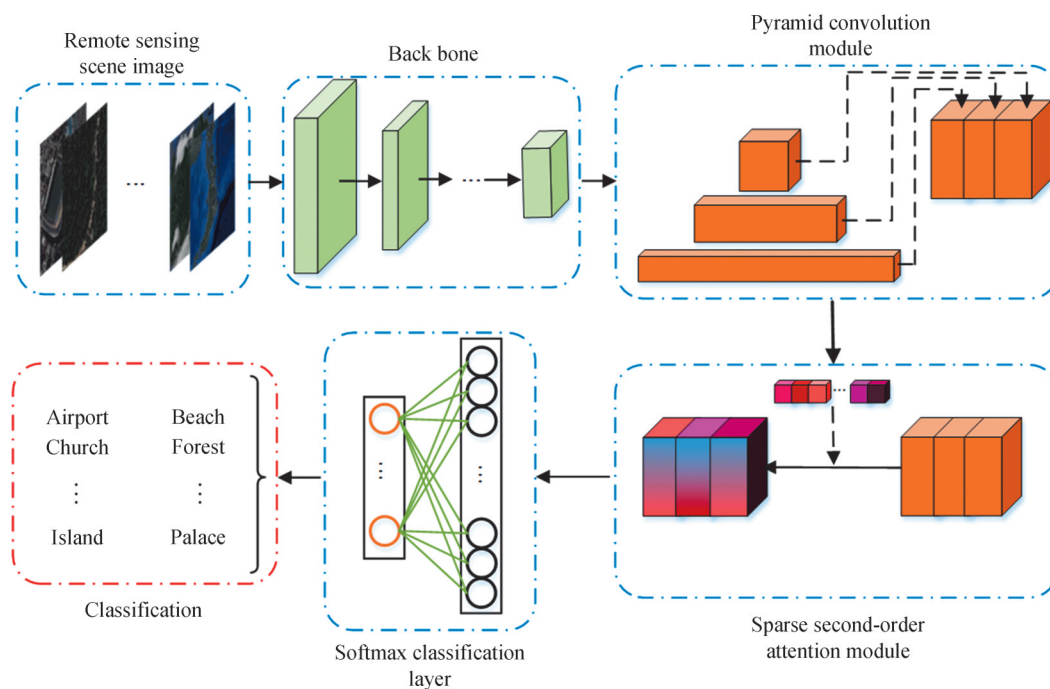 Remote sensing
scene image
Back bone
Pyramid convolution
module
...
...
Airport Beach
Church Forest
⋮ ⋮
Island Palace
Classification
...
...
Softmax classification
layer
...
Sparse second-order
attention module